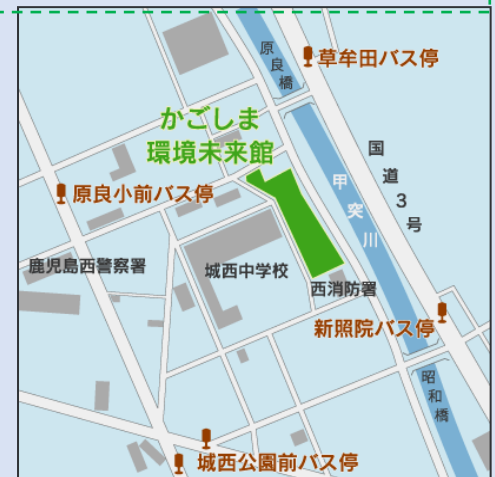 原良橋
草牟田バス停
かごしま
環境未来館
国道3号
甲突川
原良小前バス停
鹿児島西警察署
城西中学校
西消防署
新照院バス停
昭和橋
城西公園前バス停